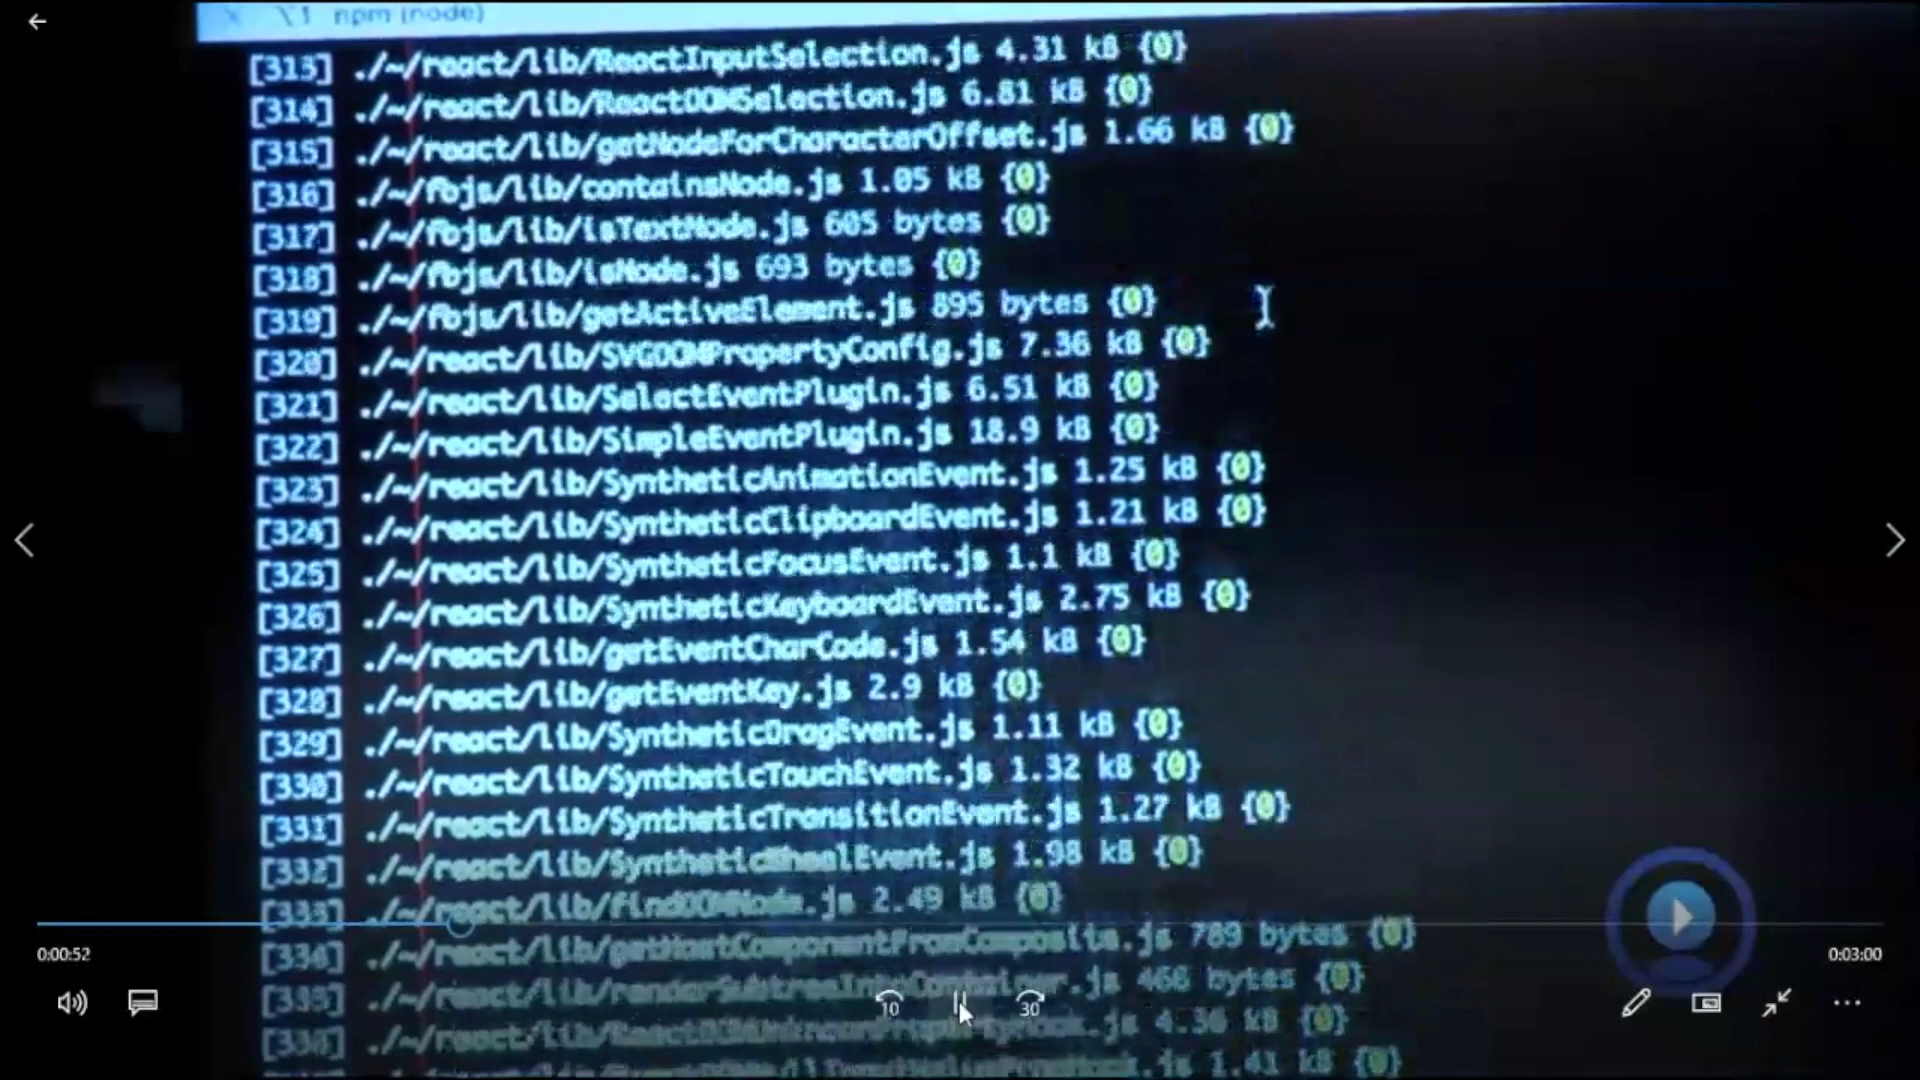 npm (node)
[313] ./~/react/lib/ReactInputSelection.js 4.31 kB {0}
[314] ./~/react/lib/ReactDOMSelection.js 6.81 kB {0}
[315] ./~/react/lib/getNodeForCharacterOffset.js 1.66 kB {0}
[316] ./~/fbjs/lib/containsNode.js 1.05 kB {0}
[317] ./~/fbjs/lib/isTextNode.js 605 bytes {0}
[318] ./~/fbjs/lib/isNode.js 693 bytes {0}
[319] ./~/fbjs/lib/getActiveElement.js 895 bytes {0}
[320] ./~/react/lib/SVGDOMPropertyConfig.js 7.36 kB {0}
[321] ./~/react/lib/SelectEventPlugin.js 6.51 kB {0}
[322] ./~/react/lib/SimpleEventPlugin.js 18.9 kB {0}
[323] ./~/react/lib/SyntheticAnimationEvent.js 1.25 kB {0}
[324] ./~/react/lib/SyntheticClipboardEvent.js 1.21 kB {0}
[325] ./~/react/lib/SyntheticFocusEvent.js 1.1 kB {0}
[326] ./~/react/lib/SyntheticKeyboardEvent.js 2.75 kB {0}
[327] ./~/react/lib/getEventCharCode.js 1.54 kB {0}
[328] ./~/react/lib/getEventKey.js 2.9 kB {0}
[329] ./~/react/lib/SyntheticDragEvent.js 1.11 kB {0}
[330] ./~/react/lib/SyntheticTouchEvent.js 1.32 kB {0}
[331] ./~/react/lib/SyntheticTransitionEvent.js 1.27 kB {0}
[332] ./~/react/lib/SyntheticWheelEvent.js 1.98 kB {0}
[333] ./~/react/lib/findDOMNode.js 2.49 kB {0}
[334] ./~/react/lib/getHostComponentFromComposite.js 789 bytes {0}
0:00:52
0:03:00
[335] ./~/react/lib/renderSubtreeIntoContainer.js 466 bytes {0}
10
30
[336] 4.36 kB {0}
1.41 kB {0}